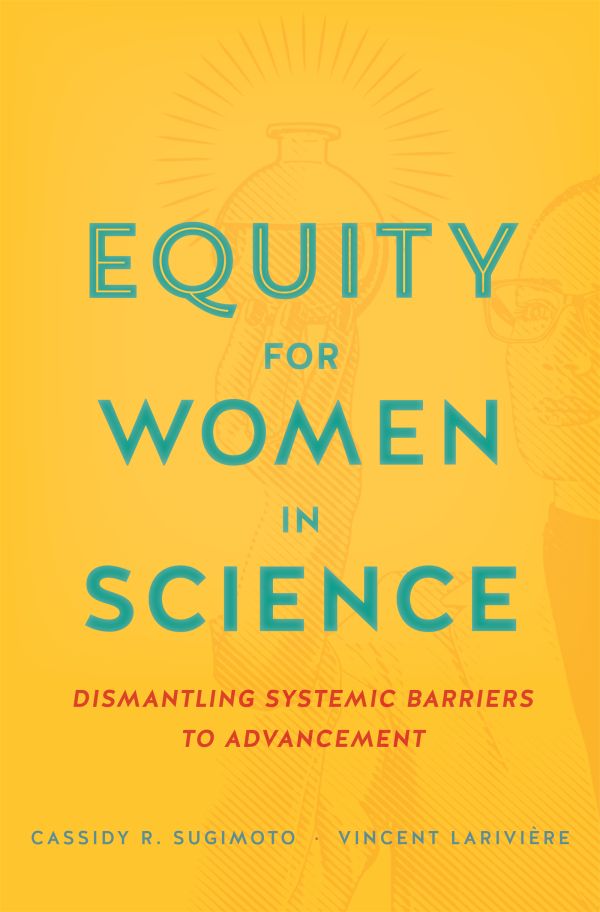 EQUITY
FOR
WOMEN
IN
SCIENCE
DISMANTLING SYSTEMIC BARRIERS
TO ADVANCEMENT
CASSIDY R. SUGIMOTO · VINCENT LARIVIÈRE